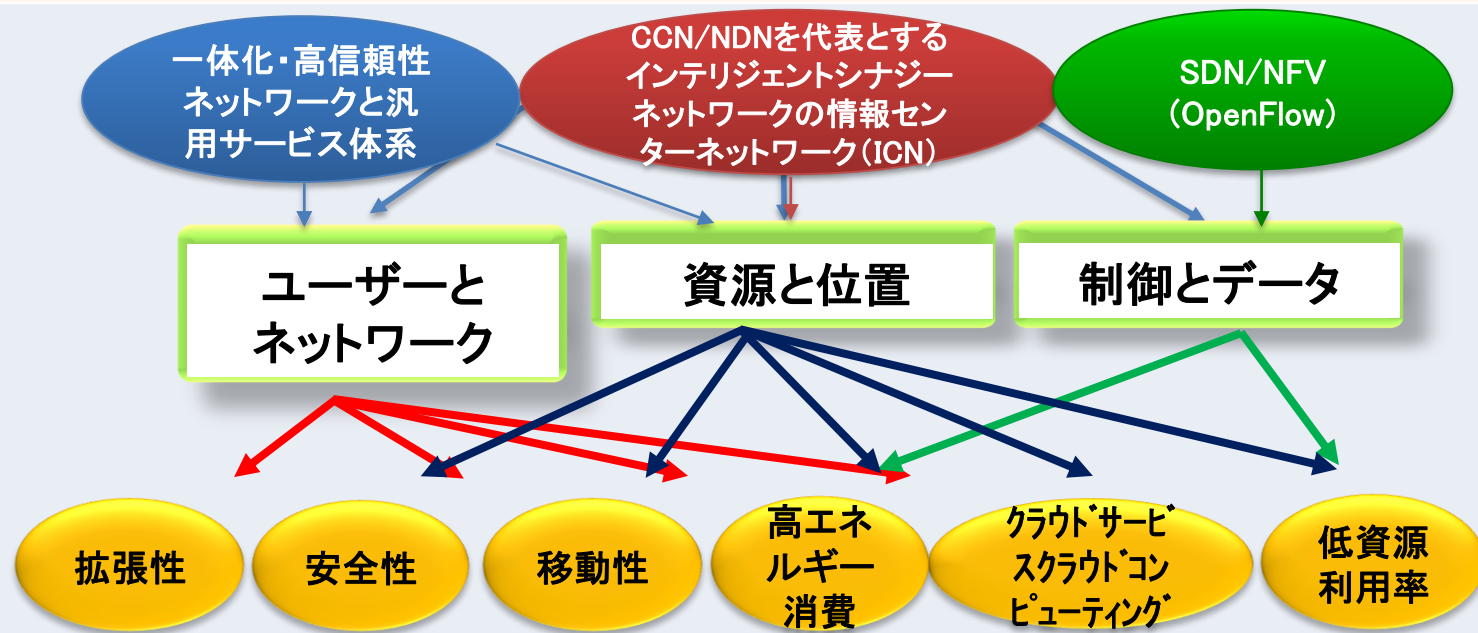 一体化・高信頼性
ネットワークと汎
用サービス体系
CCN/NDNを代表とする
インテリジェントシナジー
ネットワークの情報セン
ターネットワーク(ICN)
SDN/NFV
(OpenFlow)
ユーザーと
ネットワーク
資源と位置
制御とデータ
拡張性
安全性
移動性
高エネ
ルギー
消費
クラウドサービ
スクラウドコン
ピューティング
低資源
利用率